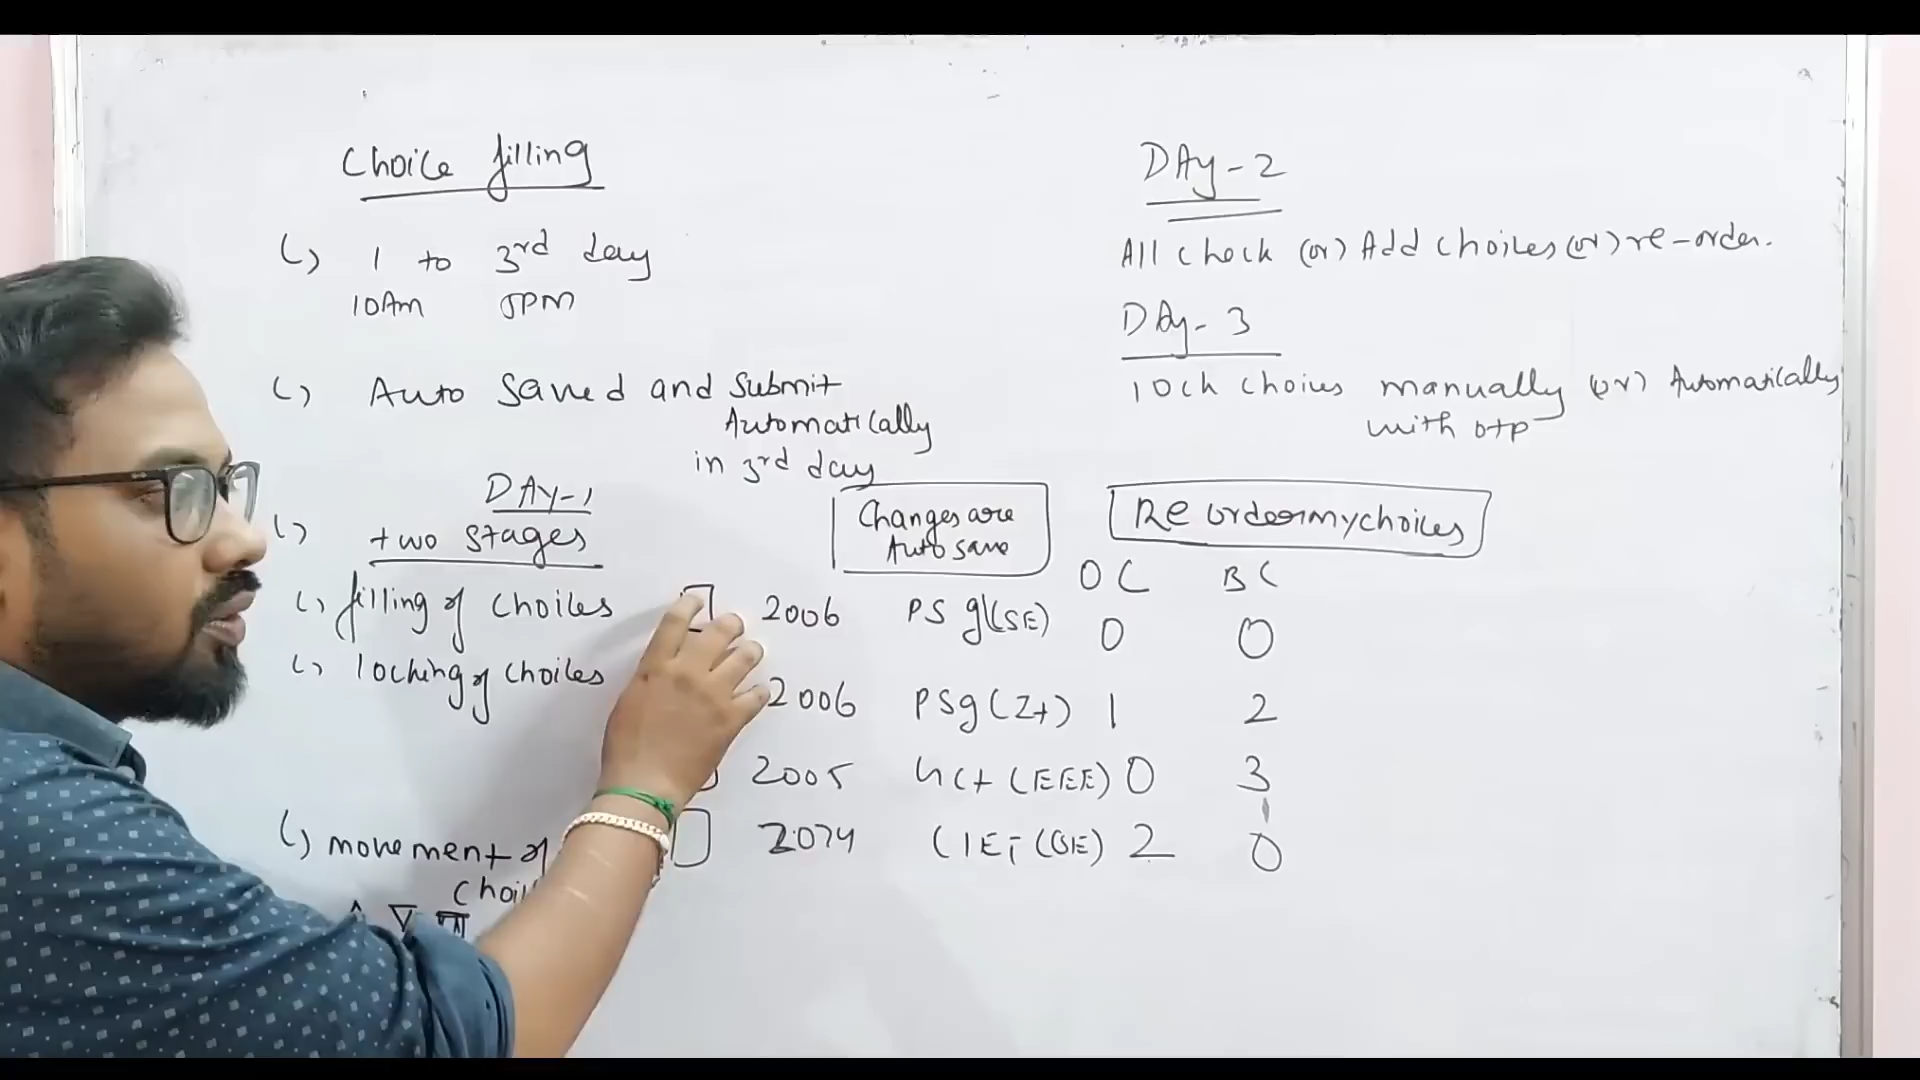 Choice filling
1 to 3rd day
10Am 5PM
Auto Saved and Submit
Automatically
in 3rd day
DAy-1
two stages
filling of choices
locking of choices
movement of
DAy-2
All check (or) Add choices (or) re-order.
DAy-3
lock choices manually (or) Automatically
with otp
Changes are
Auto save
Re order my choices
OC BC
2006 PSg (SE) 0 0
2006 PSg (Z+) 1 2
2005 (EEE) 0 3
2074 2 0